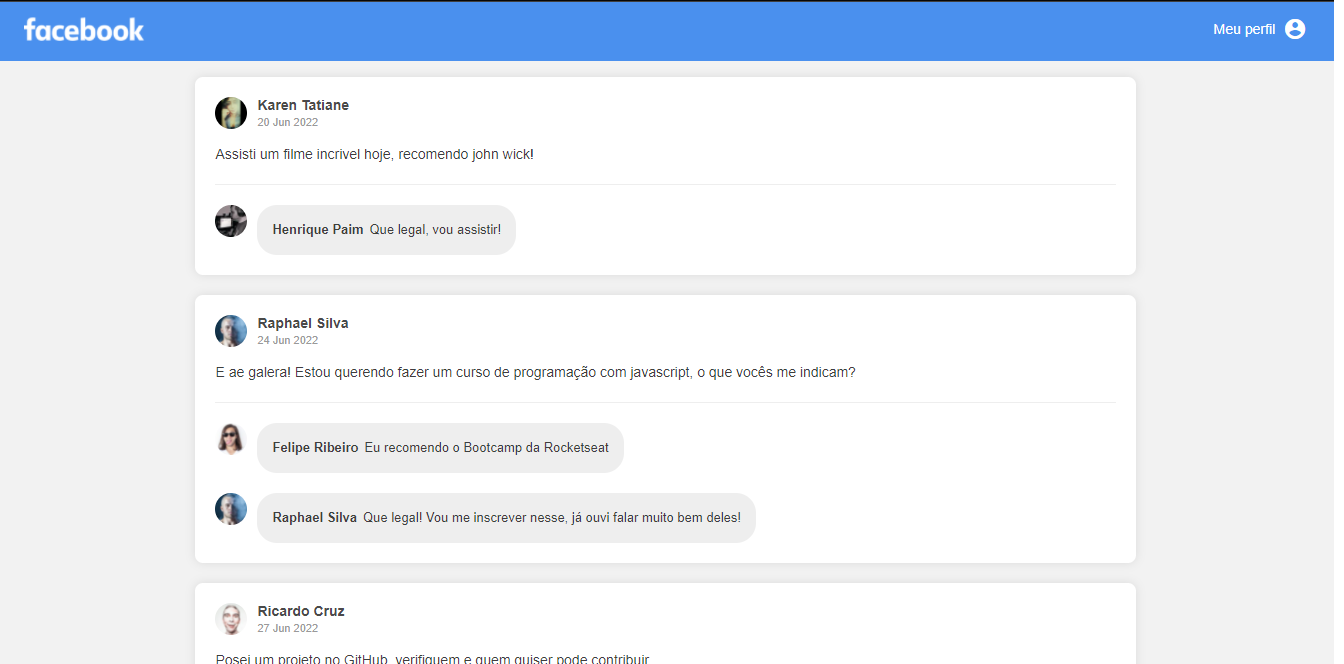 facebook
Meu perfil
Karen Tatiane
20 Jun 2022
Assisti um filme incrivel hoje, recomendo john wick!
Henrique Paim Que legal, vou assistir!
Raphael Silva
24 Jun 2022
E ae galera! Estou querendo fazer um curso de programação com javascript, o que vocês me indicam?
Felipe Ribeiro Eu recomendo o Bootcamp da Rocketseat
Raphael Silva Que legal! Vou me inscrever nesse, já ouvi falar muito bem deles!
Ricardo Cruz
27 Jun 2022
Posei um projeto no GitHub, verifiquem e quem quiser pode contribuir